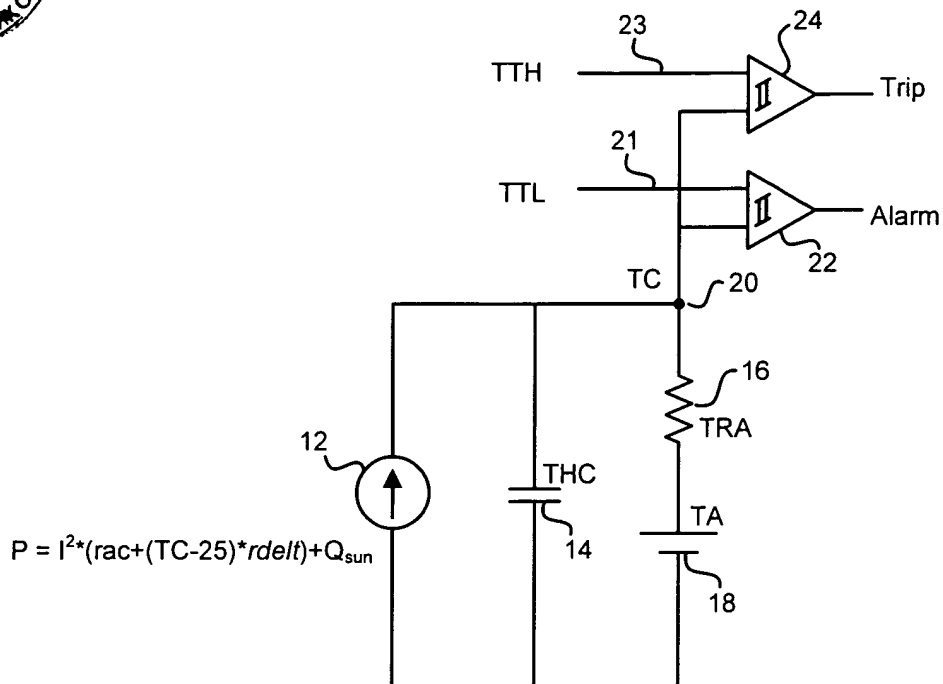 23
24
TTH
Trip
21
TTL
Alarm
22
TC
20
16
TRA
12
THC
TA
14
P = I²*(rac+(TC-25)*rdelt)+Qsun
18